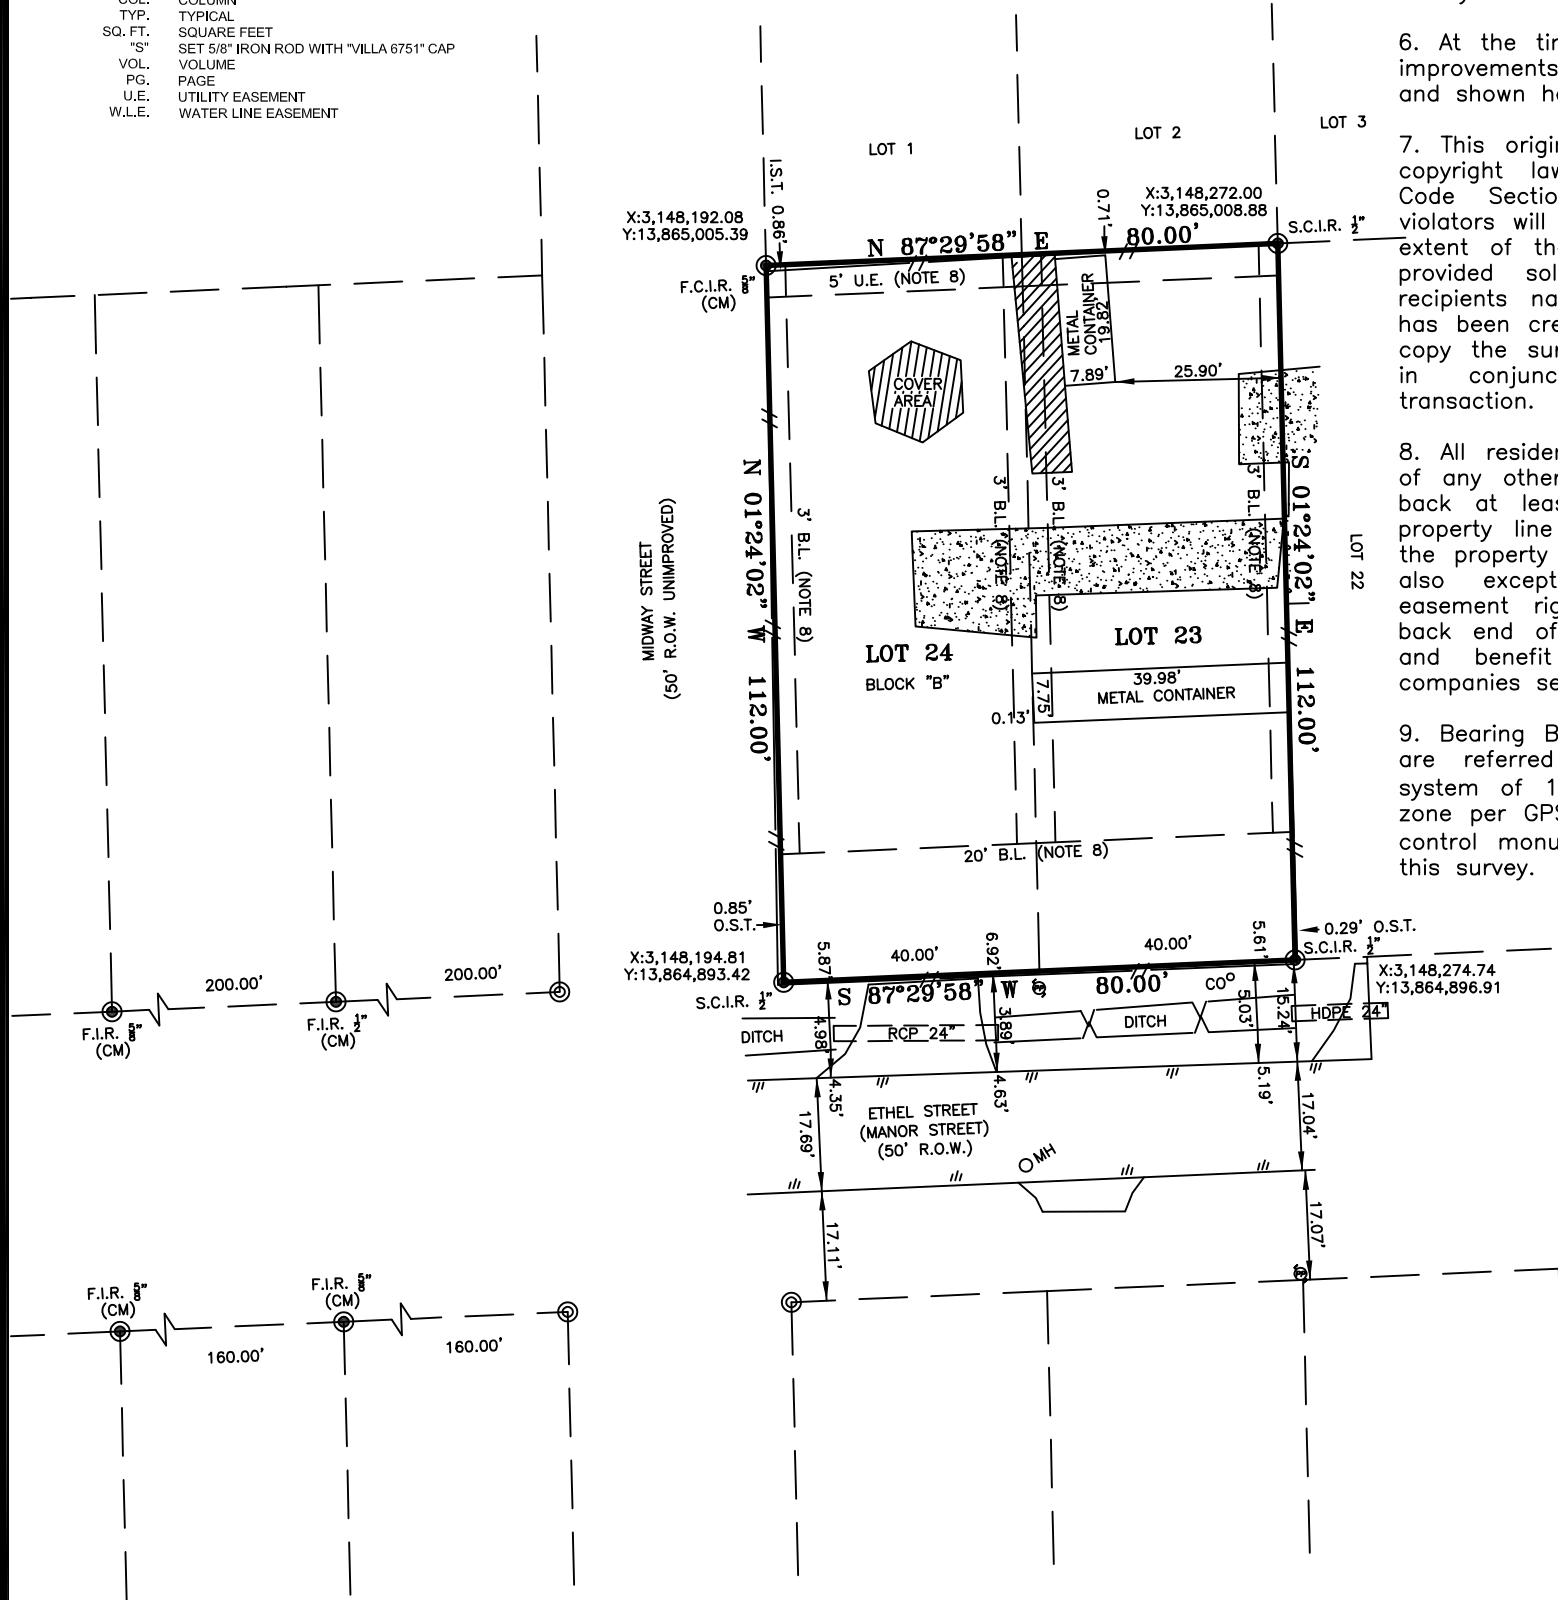 TYP. TYPICAL
SQ. FT. SQUARE FEET
"S" SET 5/8" IRON ROD WITH "VILLA 6751" CAP
VOL. VOLUME
PG. PAGE
U.E. UTILITY EASEMENT
W.L.E. WATER LINE EASEMENT
6. At the tir
improvements
and shown h
7. This origi
copyright la
Code Sectio
violators will
extent of th
provided sol
recipients na
has been cre
copy the su
in conjunc
transaction.
8. All reside
of any other
back at leas
property line
the property
also except
easement rig
back end of
and benefit
companies se
9. Bearing B
are referred
system of 1
zone per GPS
control monu
this survey.
LOT 1
LOT 2
LOT 3
I.S.T. 0.86'
0.71'
X:3,148,192.08
Y:13,865,005.39
X:3,148,272.00
Y:13,865,008.88
S.C.I.R. 1/2"
N 87°29'58" E 80.00'
F.C.I.R. 5/8"
(CM)
5' U.E. (NOTE 8)
METAL
CONTAINER
19.82'
7.89'
25.90'
COVER
AREA
N 01°24'02" W 112.00'
S 01°24'02" E 112.00'
MIDWAY STREET
(50' R.O.W. UNIMPROVED)
3' B.L. (NOTE 8)
3' B.L. (NOTE 8)
3' B.L. (NOTE 8)
3' B.L. (NOTE 8)
LOT 22
LOT 24
BLOCK "B"
LOT 23
39.98'
METAL CONTAINER
7.75'
0.13'
20' B.L. (NOTE 8)
0.85'
O.S.T.
0.29' O.S.T.
S.C.I.R. 1/2"
X:3,148,194.81
Y:13,864,893.42
X:3,148,274.74
Y:13,864,896.91
S.C.I.R. 1/2"
5.87'
40.00'
6.92'
40.00'
5.61'
S 87°29'58" W 80.00'
CO
DITCH
4.98'
RCP 24"
3.89'
DITCH
5.03'
15.24'
HDPE 24"
4.35'
4.63'
5.19'
17.69'
17.04'
ETHEL STREET
(MANOR STREET)
(50' R.O.W.)
MH
17.11'
17.07'
200.00'
200.00'
F.I.R. 5/8"
(CM)
F.I.R. 1/2"
(CM)
F.I.R. 5/8"
(CM)
F.I.R. 5/8"
(CM)
160.00'
160.00'